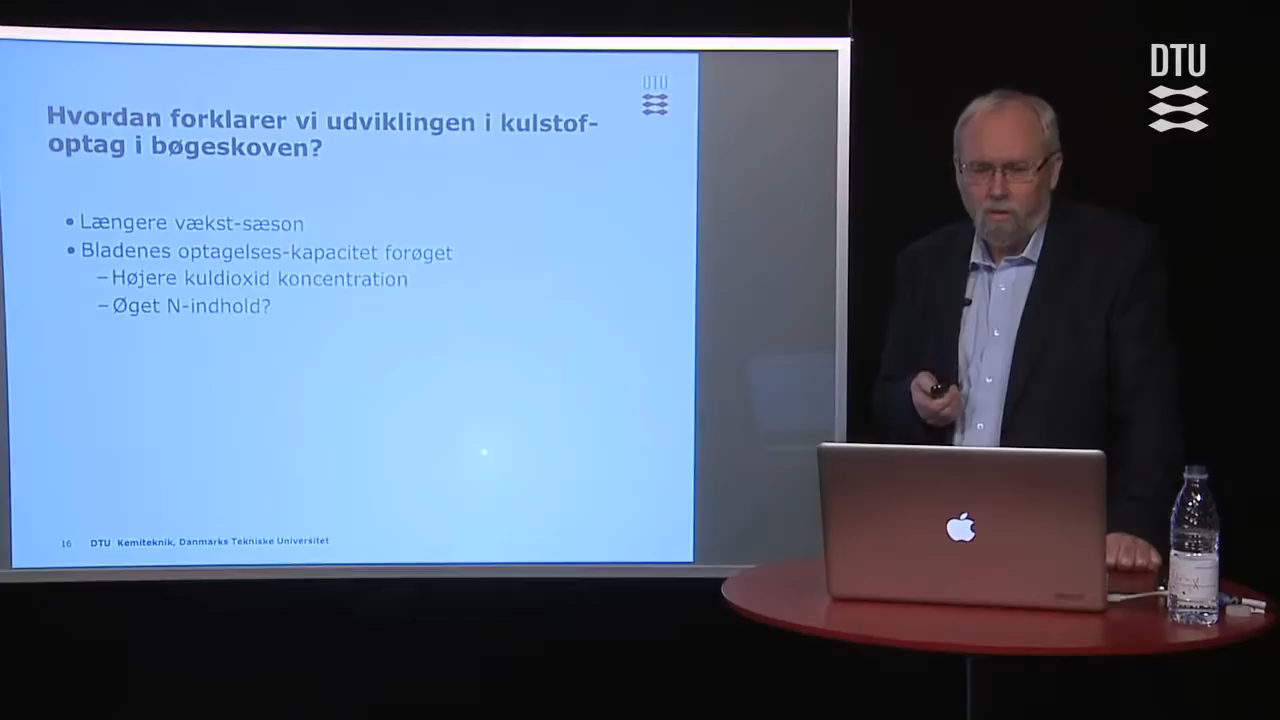 DTU
DTU
Hvordan forklarer vi udviklingen i kulstof-
optag i bøgeskoven?
• Længere vækst-sæson
• Bladenes optagelses-kapacitet forøget
– Højere kuldioxid koncentration
– Øget N-indhold?
16 DTU Kemiteknik, Danmarks Tekniske Universitet